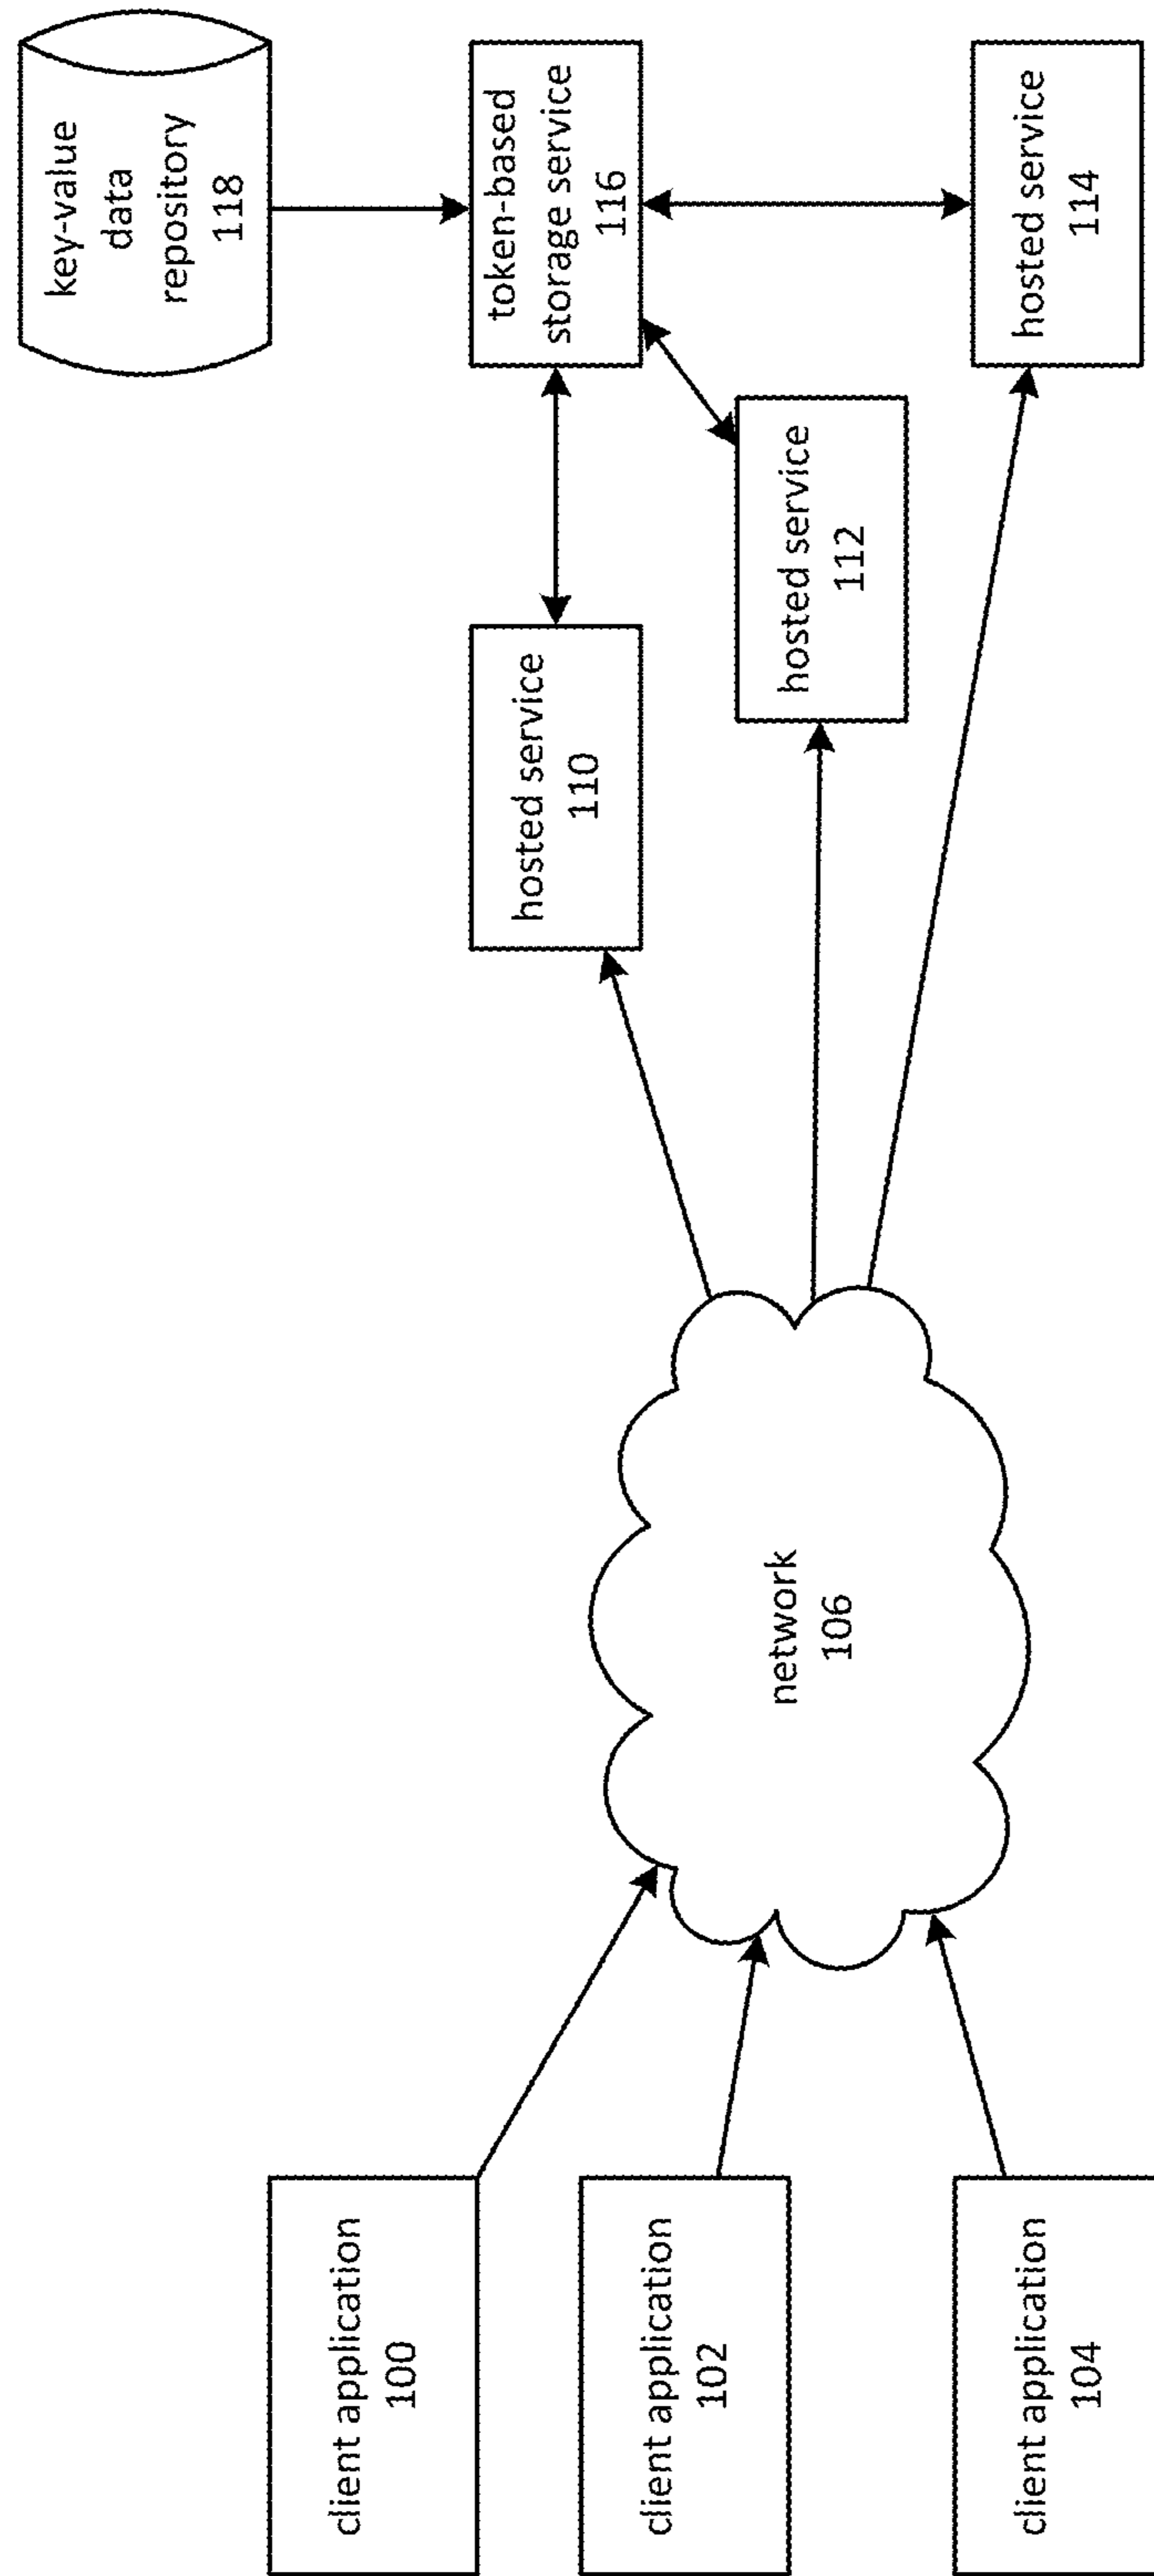 key-value
data
repository
118
token-based
storage service
116
hosted service
110
hosted service
112
hosted service
114
network
106
client application
100
client application
102
client application
104